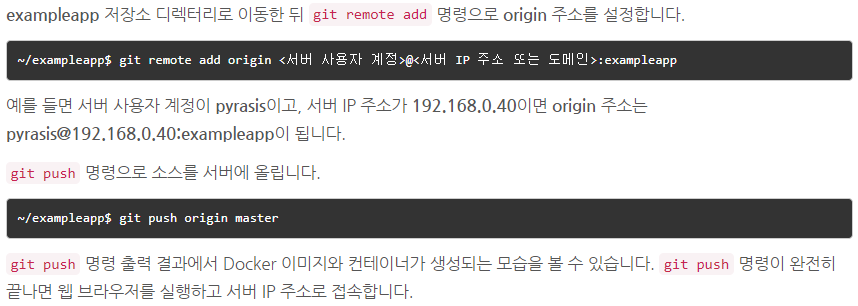 exampleapp 저장소 디렉터리로 이동한 뒤 git remote add 명령으로 origin 주소를 설정합니다.
~/exampleapp$ git remote add origin <서버 사용자 계정>@<서버 IP 주소 또는 도메인>:exampleapp
예를 들면 서버 사용자 계정이 pyrasis이고, 서버 IP 주소가 192.168.0.40이면 origin 주소는
pyrasis@192.168.0.40:exampleapp이 됩니다.
git push 명령으로 소스를 서버에 올립니다.
~/exampleapp$ git push origin master
git push 명령 출력 결과에서 Docker 이미지와 컨테이너가 생성되는 모습을 볼 수 있습니다. git push 명령이 완전히
끝나면 웹 브라우저를 실행하고 서버 IP 주소로 접속합니다.